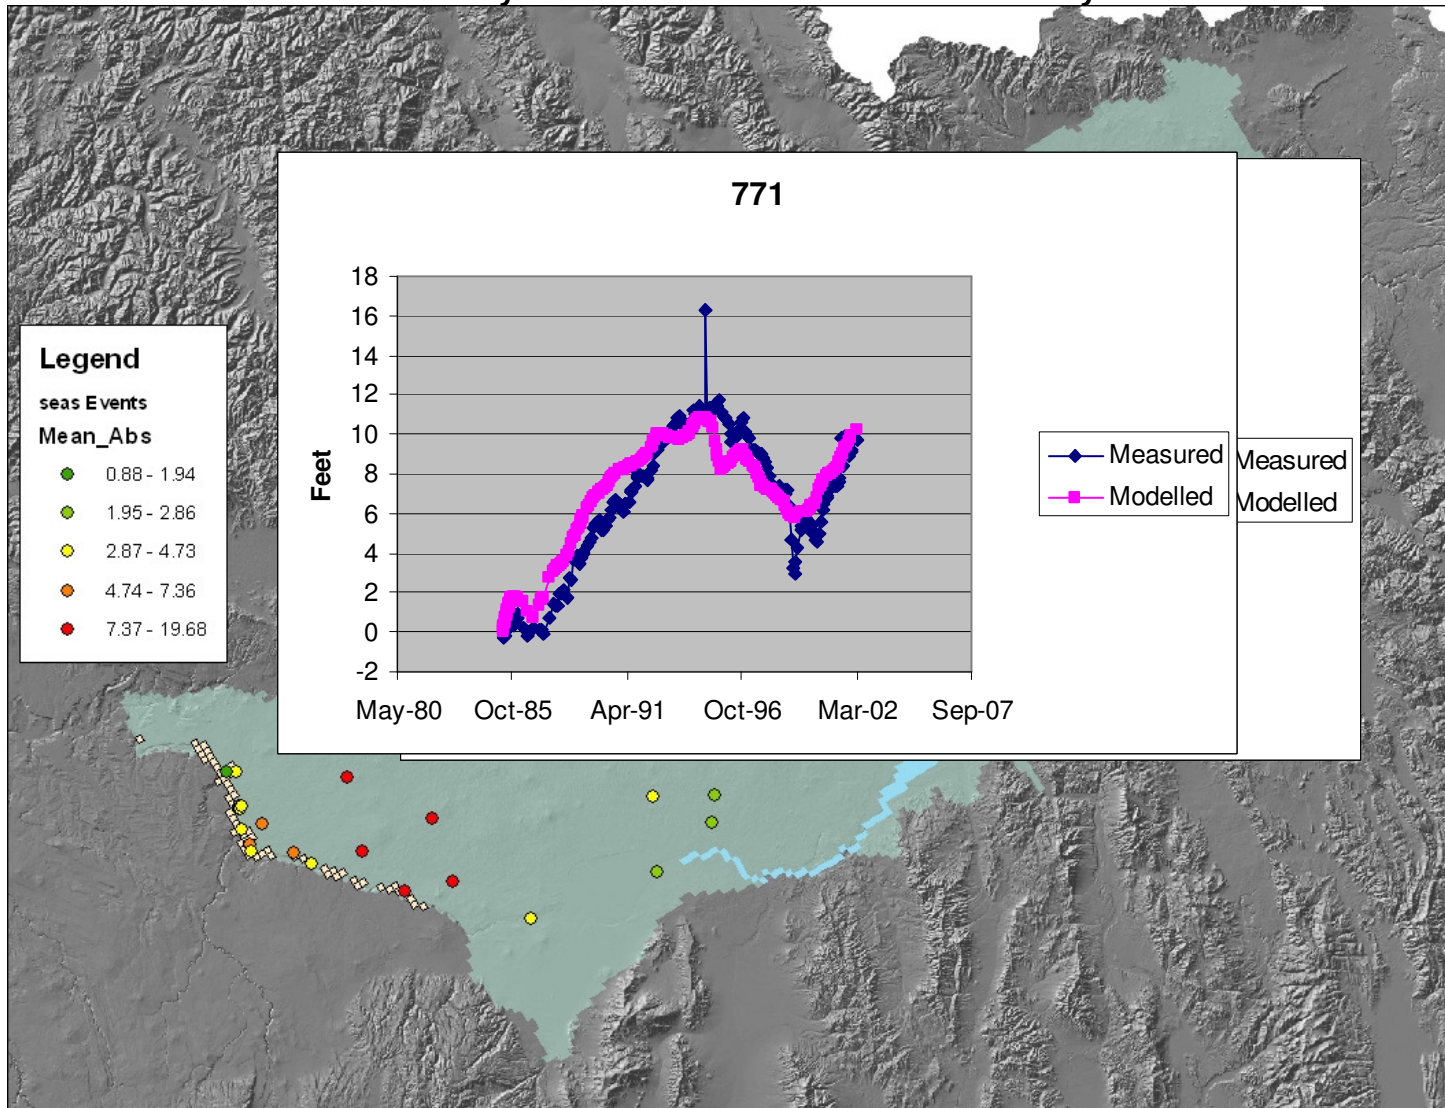 771
Feet
18
16
14
12
10
8
6
4
2
0
-2
May-80 Oct-85 Apr-91 Oct-96 Mar-02 Sep-07
Measured
Modelled
Measured
Modelled
Legend
seas Events
Mean_Abs
0.88 - 1.94
1.95 - 2.86
2.87 - 4.73
4.74 - 7.36
7.37 - 19.68